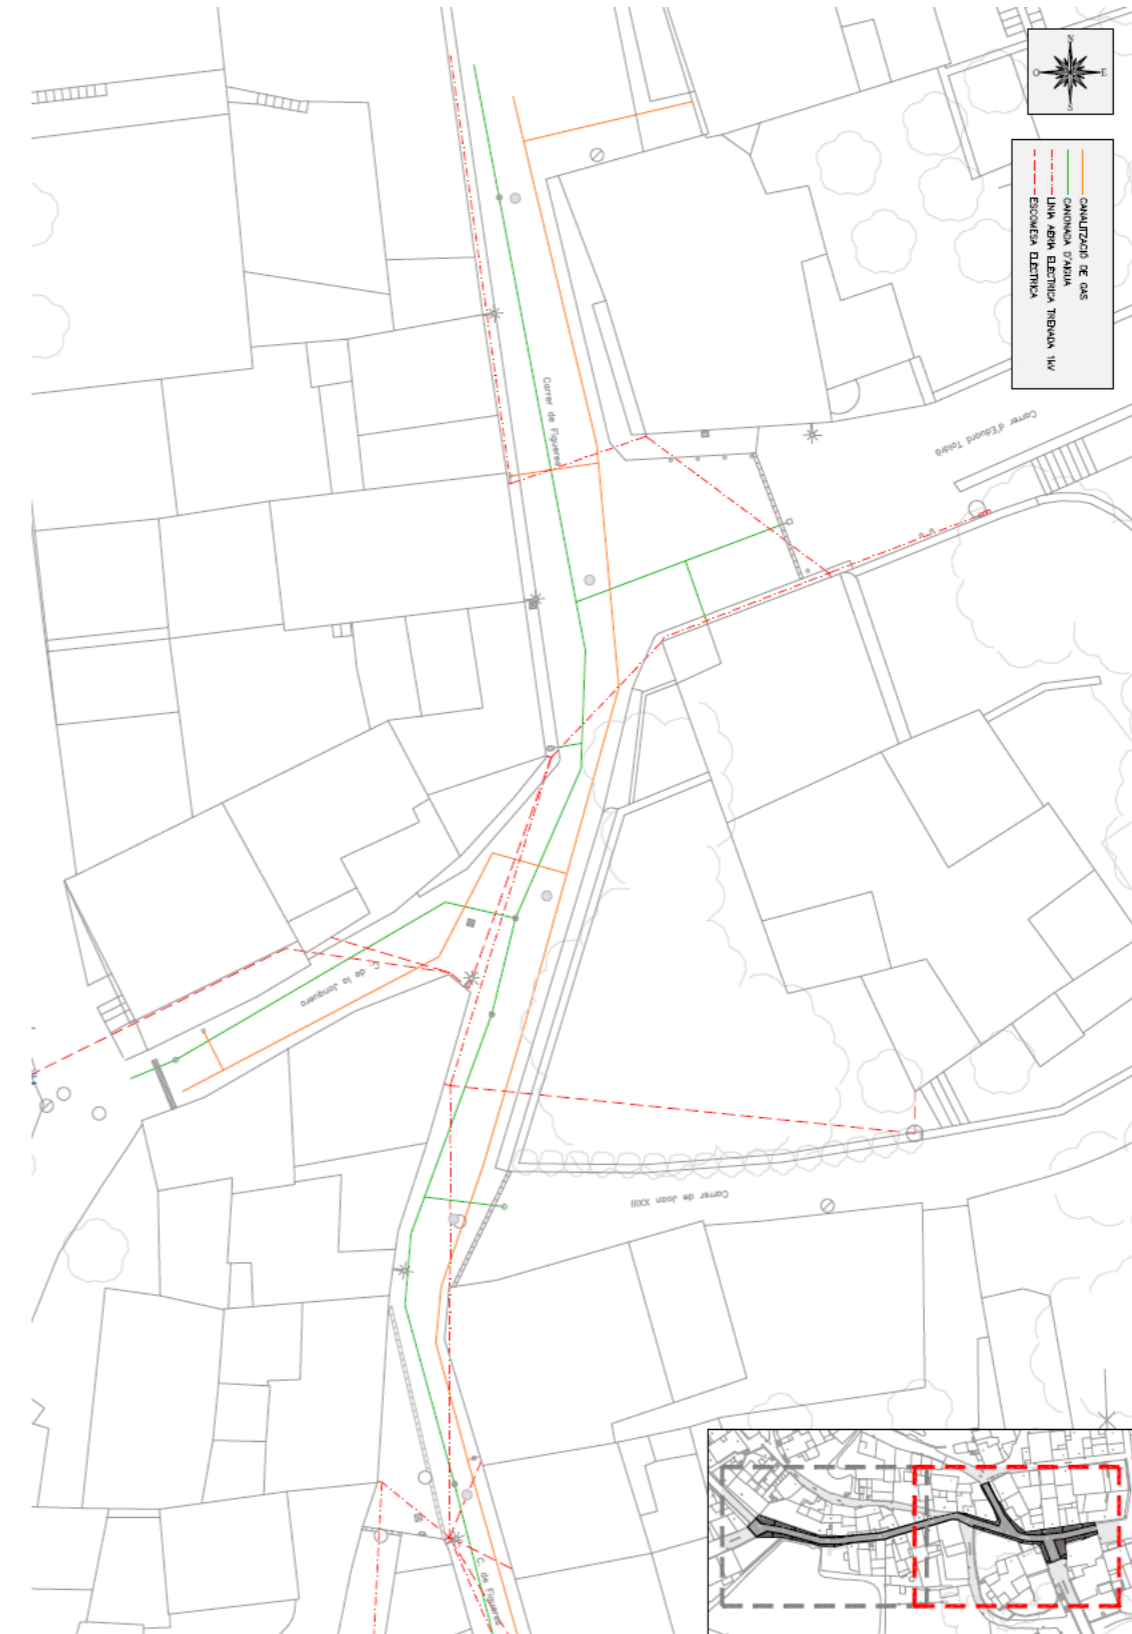 N
O
E
S
CANALITZACIÓ DE GAS
CANONADA D'AIGUA
LINIA AÈRIA ELÈCTRICA TRENADA 1kV
ESCOMESA ELÈCTRICA
Carrer de Figueres
Carrer d'Eduard Toldrà
C. de la Jonquera
Carrer de Joan XXIII
C. de Figueres